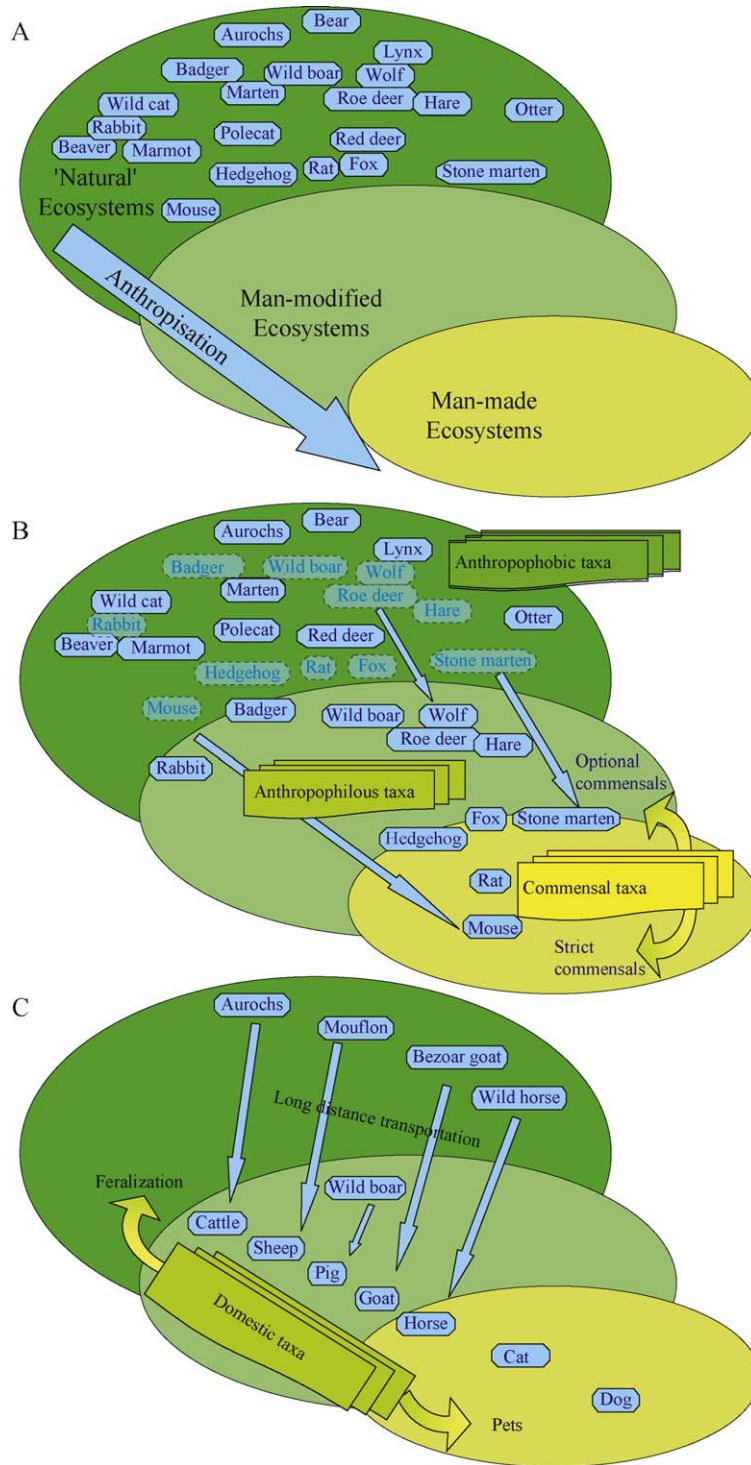 A
Bear
Aurochs
Lynx
Badger
Wild boar
Wolf
Marten
Roe deer
Hare
Wild cat
Otter
Rabbit
Polecat
Red deer
Beaver
Marmot
Hedgehog
Rat
Fox
Stone marten
'Natural'
Ecosystems
Mouse
Anthropisation
Man-modified
Ecosystems
Man-made
Ecosystems
B
Bear
Aurochs
Lynx
Anthropophobic taxa
Badger
Wild boar
Wolf
Marten
Roe deer
Hare
Wild cat
Otter
Rabbit
Polecat
Red deer
Beaver
Marmot
Hedgehog
Rat
Fox
Stone marten
Mouse
Badger
Wild boar
Wolf
Roe deer
Hare
Rabbit
Optional
commensals
Anthropophilous taxa
Fox
Stone marten
Hedgehog
Rat
Commensal taxa
Mouse
Strict
commensals
C
Aurochs
Mouflon
Bezoar goat
Wild horse
Long distance transportation
Feralization
Wild boar
Cattle
Sheep
Pig
Goat
Horse
Domestic taxa
Cat
Dog
Pets